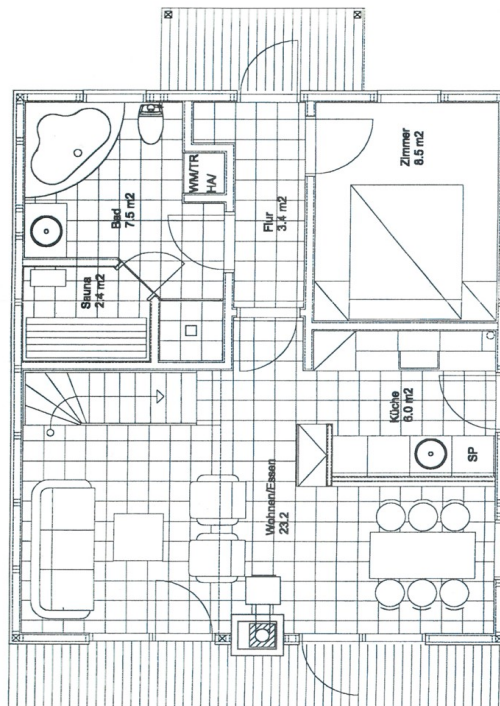 Bad
7.5 m2
WM/TR
HA/
Flur
3.4 m2
Zimmer
8.5 m2
Sauna
2.4 m2
Küche
6.0 m2
SP
Wohnen/Essen
23.2